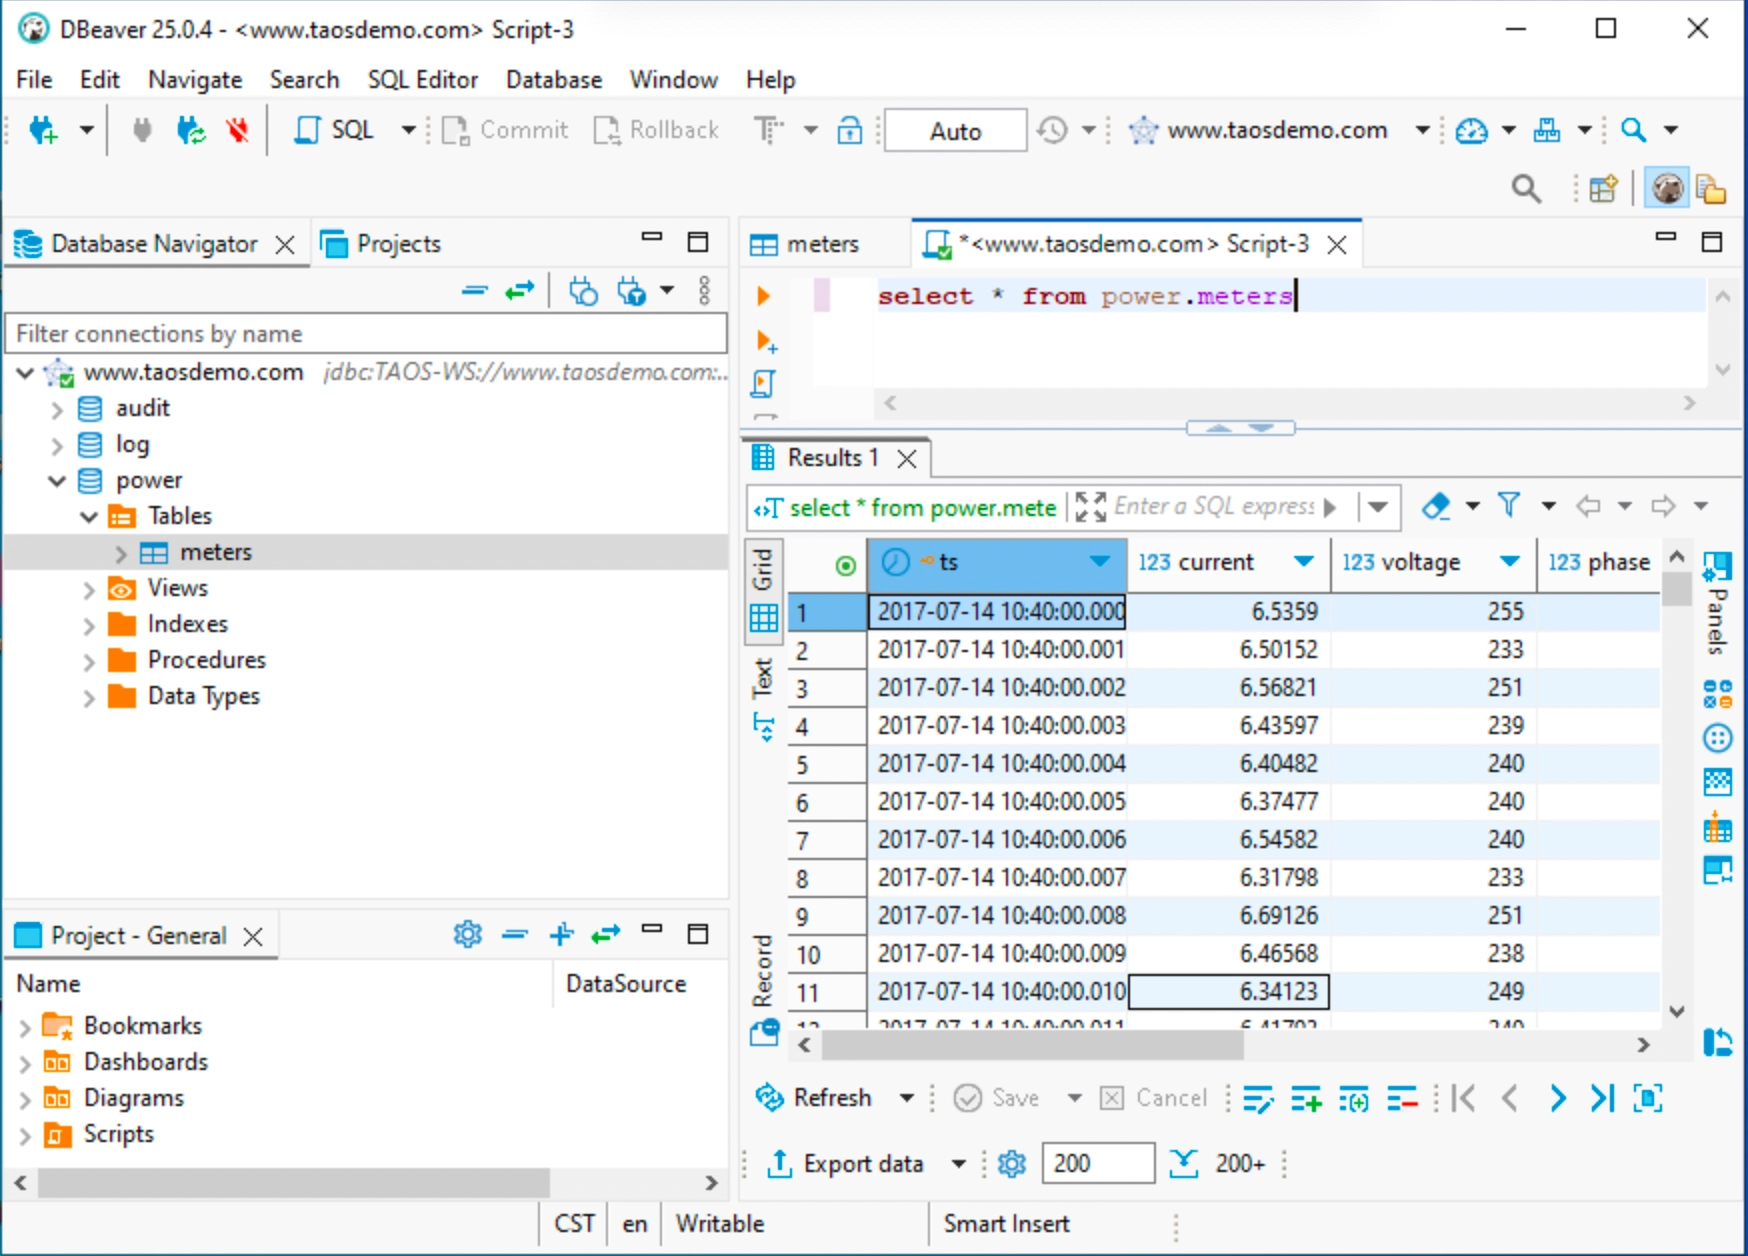 DBeaver 25.0.4 - <www.taosdemo.com> Script-3
File Edit Navigate Search SQL Editor Database Window Help
SQL Commit Rollback Auto www.taosdemo.com
Database Navigator Projects
Filter connections by name
www.taosdemo.com jdbc:TAOS-WS://www.taosdemo.com:...
audit
log
power
Tables
meters
Views
Indexes
Procedures
Data Types
Project - General
Name DataSource
Bookmarks
Dashboards
Diagrams
Scripts
meters *<www.taosdemo.com> Script-3
select * from power.meters
Results 1
select * from power.mete Enter a SQL express
Grid
Text
Record
Panels
ts 123 current 123 voltage 123 phase
1 2017-07-14 10:40:00.000 6.5359 255
2 2017-07-14 10:40:00.001 6.50152 233
3 2017-07-14 10:40:00.002 6.56821 251
4 2017-07-14 10:40:00.003 6.43597 239
5 2017-07-14 10:40:00.004 6.40482 240
6 2017-07-14 10:40:00.005 6.37477 240
7 2017-07-14 10:40:00.006 6.54582 240
8 2017-07-14 10:40:00.007 6.31798 233
9 2017-07-14 10:40:00.008 6.69126 251
10 2017-07-14 10:40:00.009 6.46568 238
11 2017-07-14 10:40:00.010 6.34123 249
Refresh Save Cancel
Export data 200 200+
CST en Writable Smart Insert